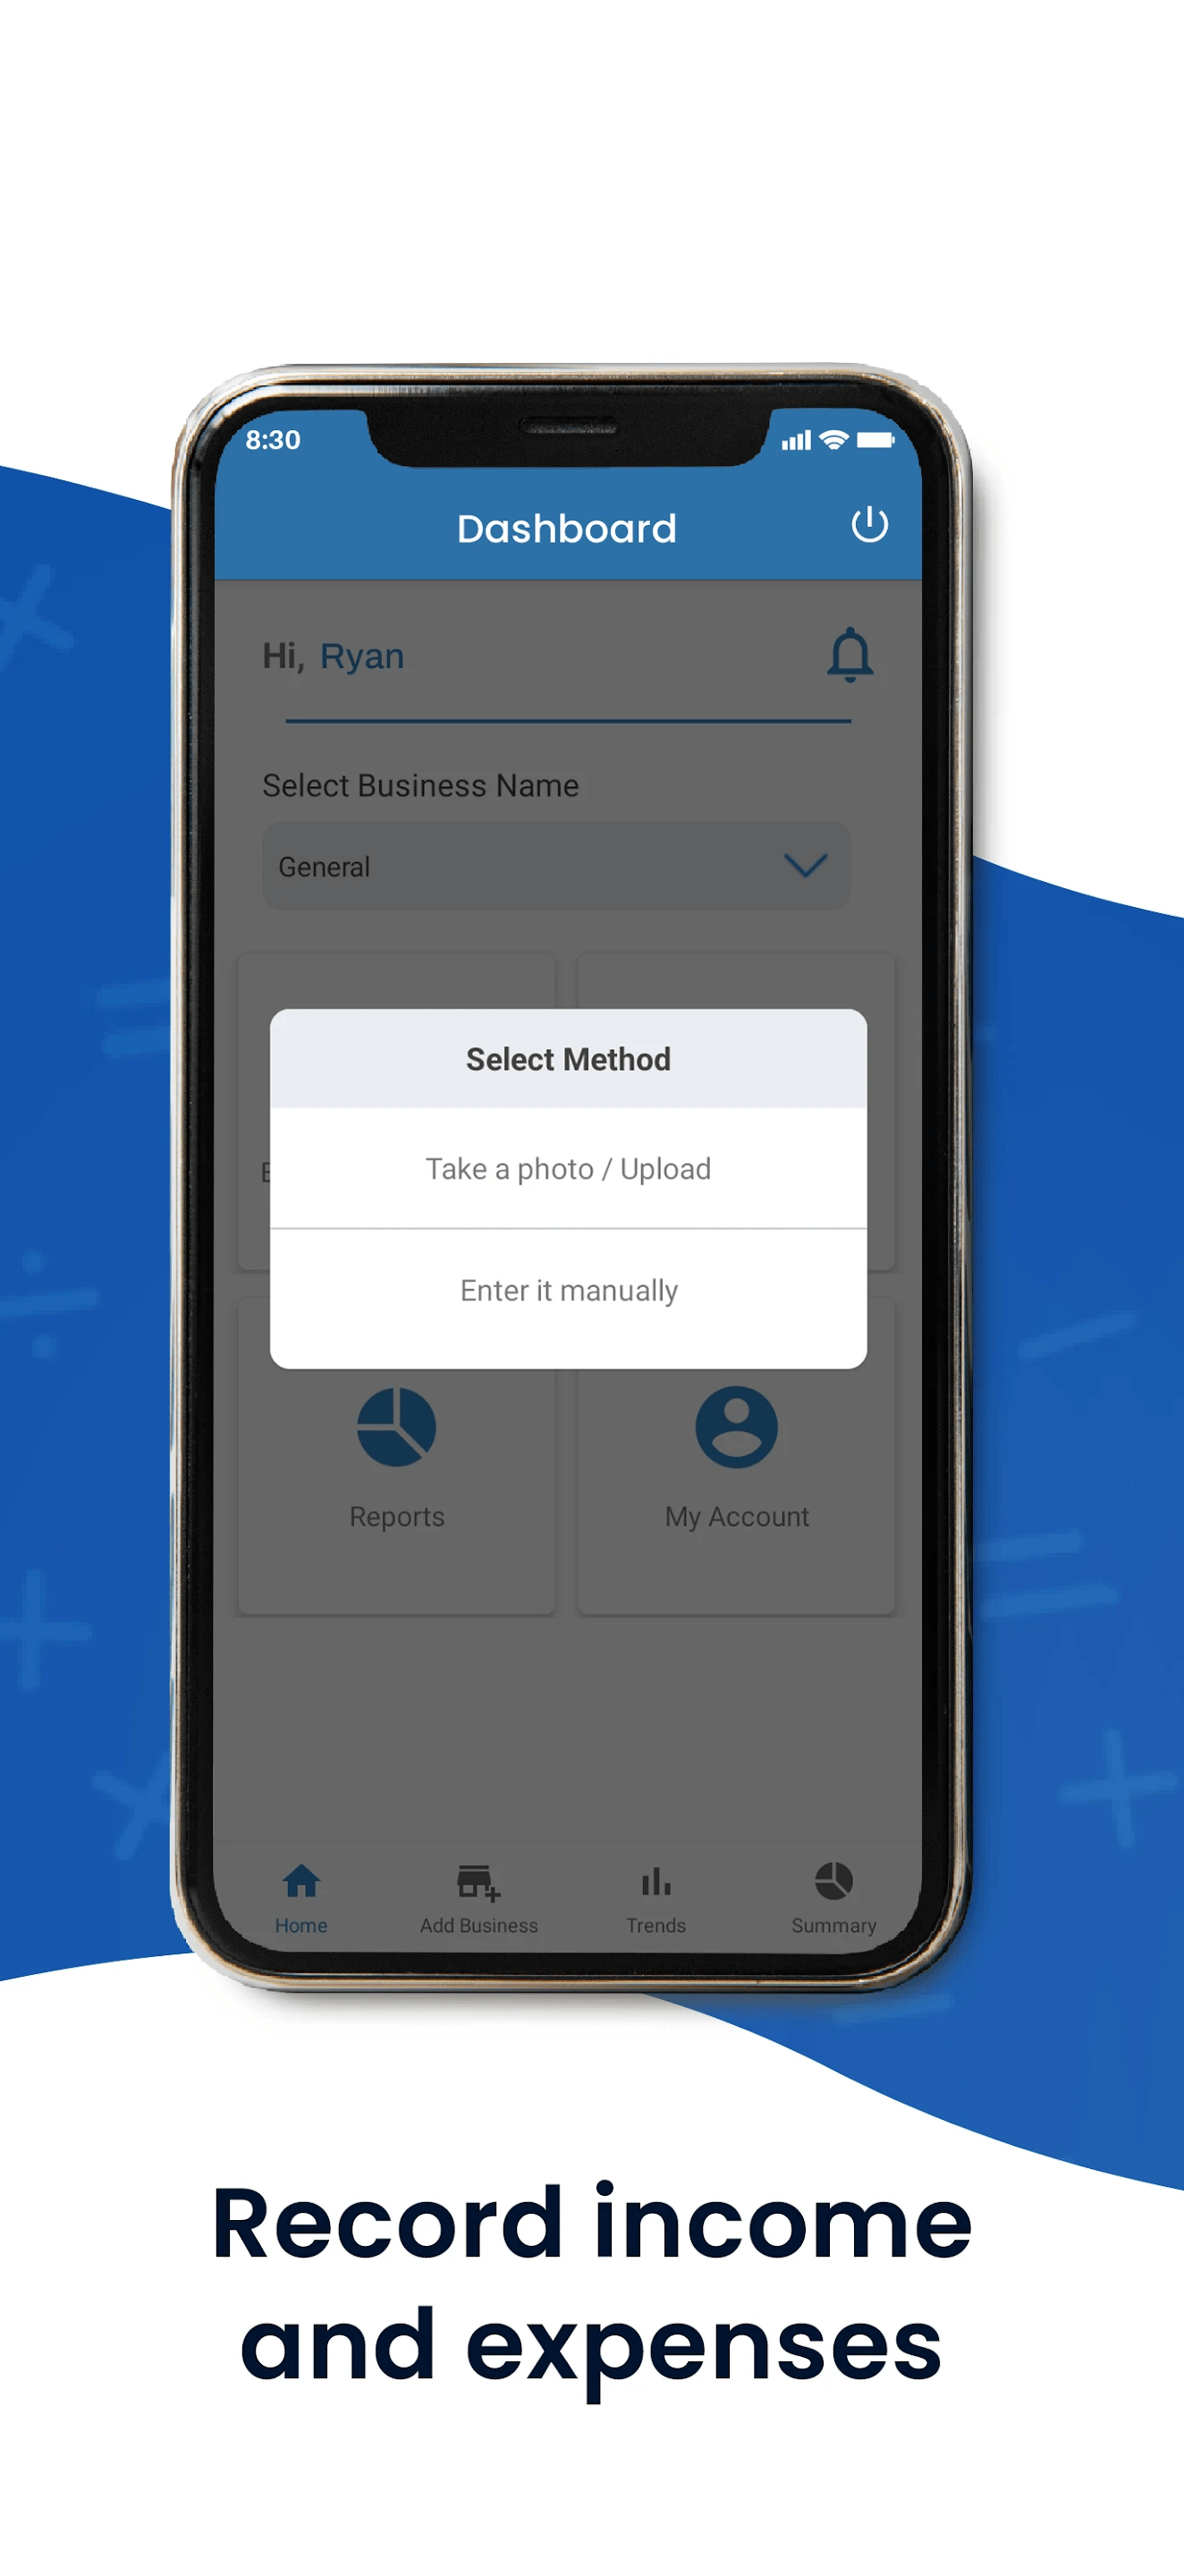 8:30
Dashboard
Hi, Ryan
Select Business Name
General
Select Method
Take a photo / Upload
Enter it manually
Reports
My Account
Home
Add Business
Trends
Summary
Record income
and expenses